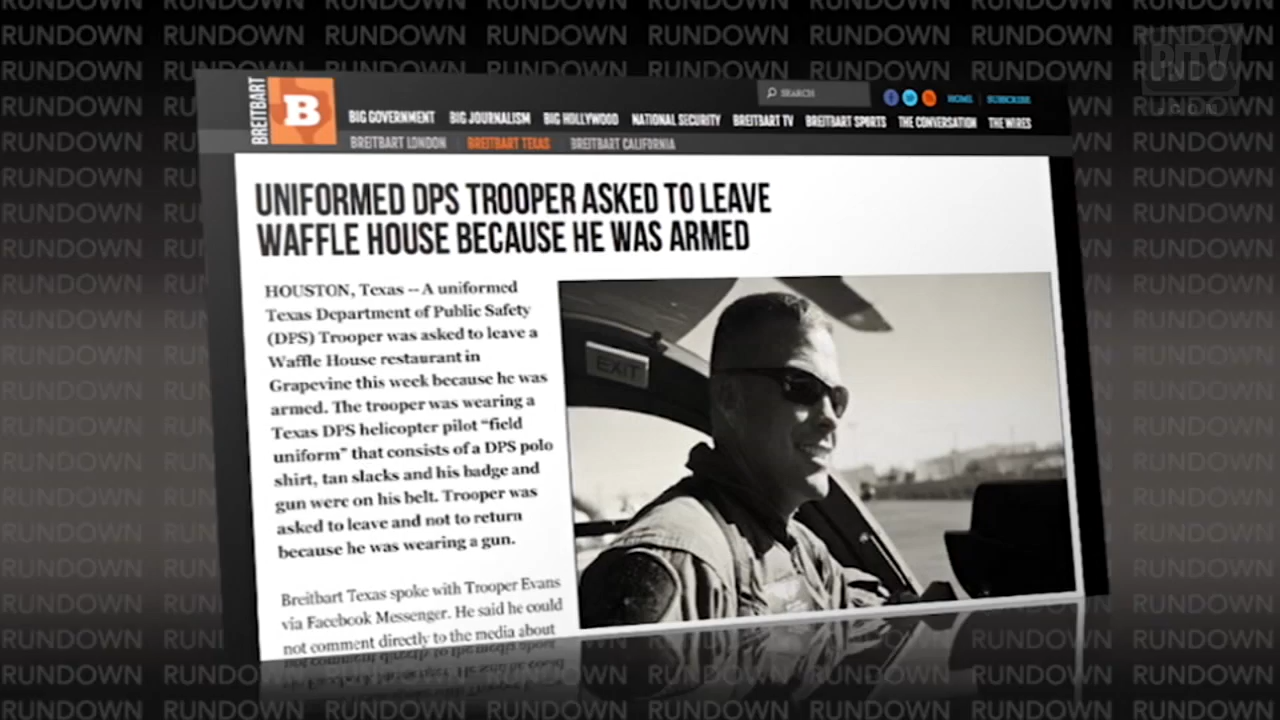 BREITBART
B
SEARCH
HOME
SUBSCRIBE
BIG GOVERNMENT BIG JOURNALISM BIG HOLLYWOOD NATIONAL SECURITY BREITBART TV BREITBART SPORTS THE CONVERSATION THE WIRES
BREITBART LONDON BREITBART TEXAS BREITBART CALIFORNIA
UNIFORMED DPS TROOPER ASKED TO LEAVE
WAFFLE HOUSE BECAUSE HE WAS ARMED
HOUSTON, Texas -- A uniformed
Texas Department of Public Safety
(DPS) Trooper was asked to leave a
Waffle House restaurant in
Grapevine this week because he was
armed. The trooper was wearing a
Texas DPS helicopter pilot “field
uniform” that consists of a DPS polo
shirt, tan slacks and his badge and
gun were on his belt. Trooper was
asked to leave and not to return
because he was wearing a gun.
Breitbart Texas spoke with Trooper Evans
via Facebook Messenger. He said he could
not comment directly to the media about
EXIT
PJTV
.COM
RUNDOWN RUNDOWN RUNDOWN RUNDOWN RUNDOWN RUNDOWN RUNDOWN